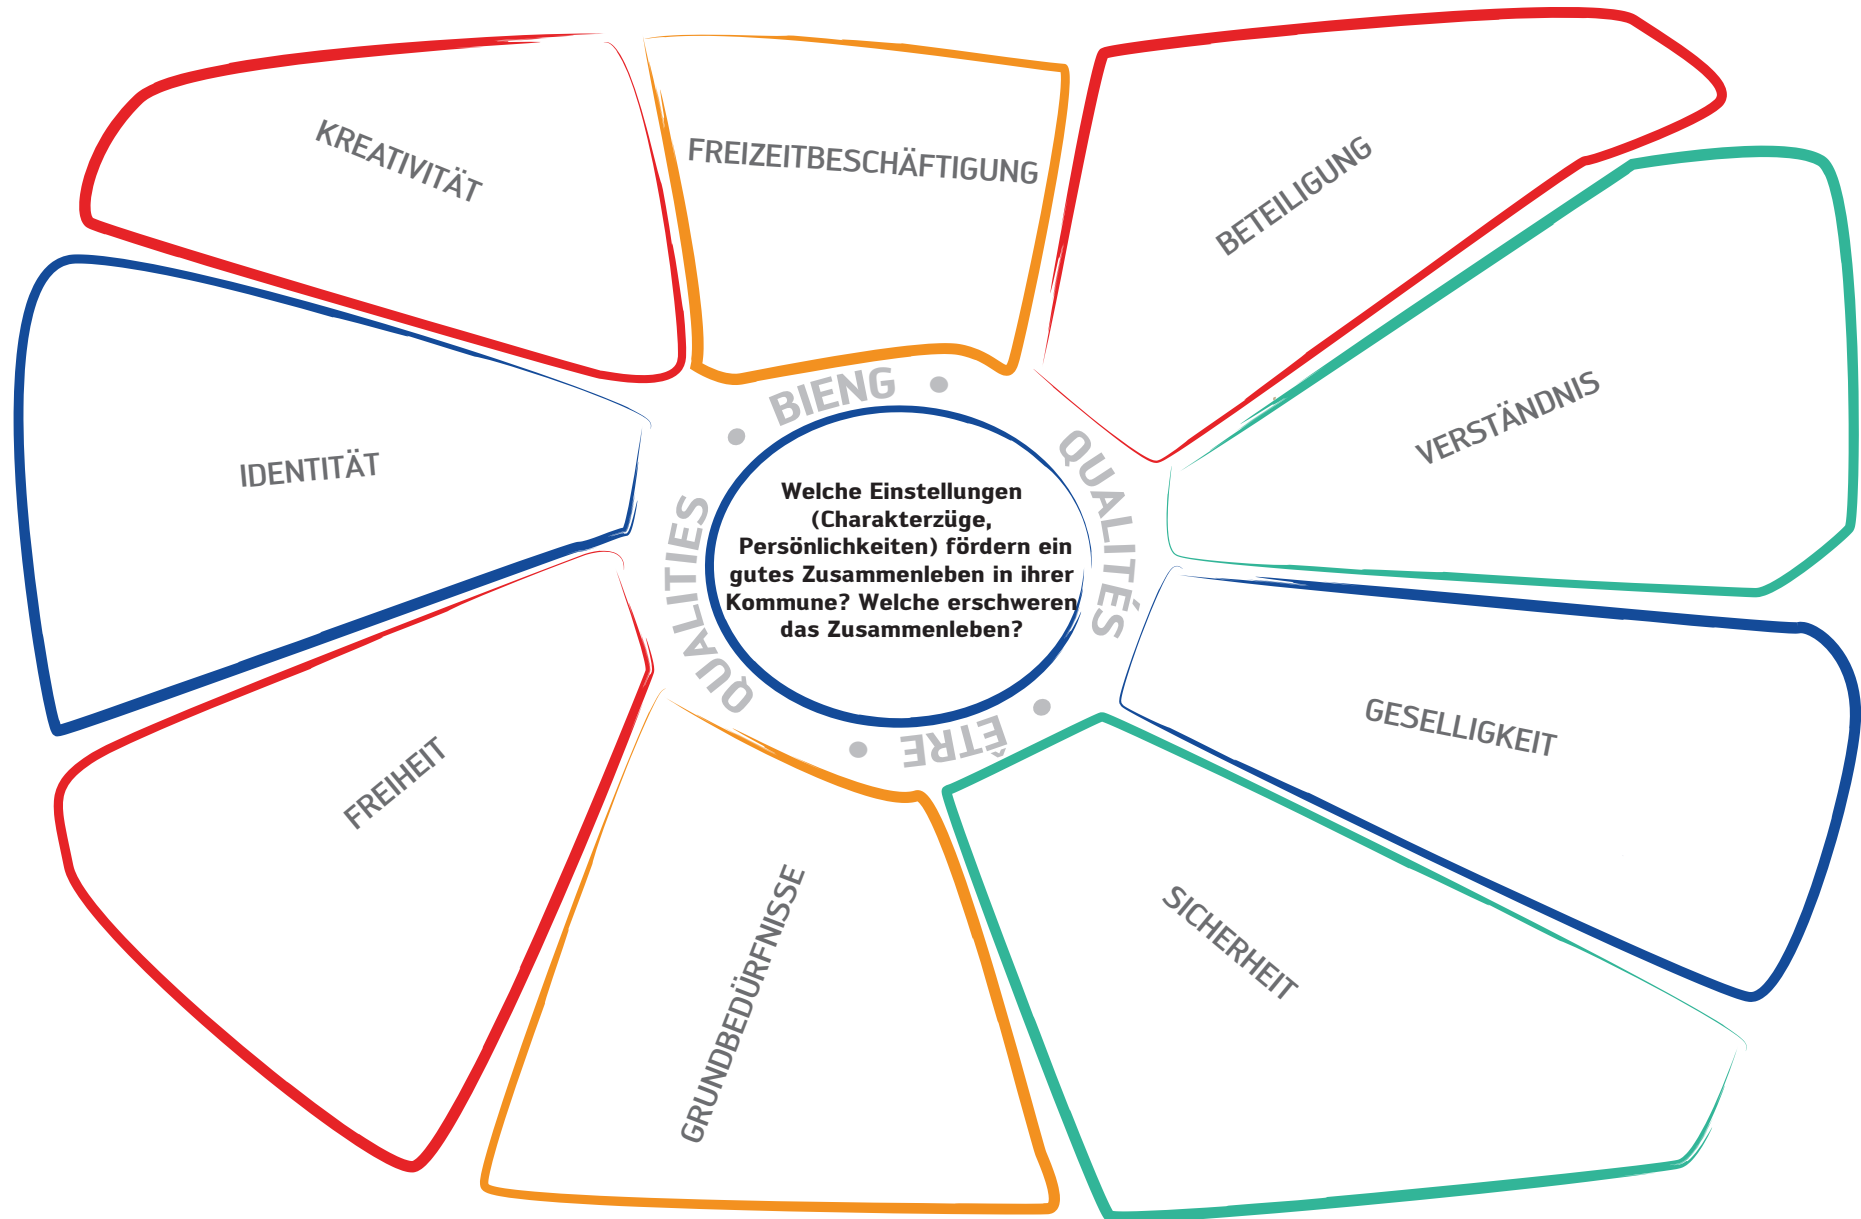 KREATIVITÄT
FREIZEITBESCHÄFTIGUNG
BETEILIGUNG
VERSTÄNDNIS
IDENTITÄT
BIENG
QUALITÉS
QUALITIES
ÊTRE
Welche Einstellungen
(Charakterzüge,
Persönlichkeiten) fördern ein
gutes Zusammenleben in ihrer
Kommune? Welche erschweren
das Zusammenleben?
GESELLIGKEIT
FREIHEIT
GRUNDBEDÜRFNISSE
SICHERHEIT